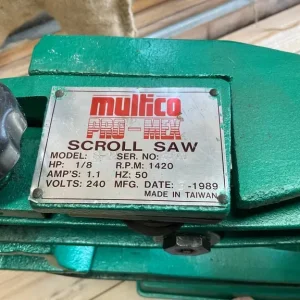 multico
PRO-MEX
SCROLL SAW
MODEL: SER. NO:
HP: 1/8 R.P.M: 1420
AMP'S: 1.1 HZ: 50
VOLTS: 240 MFG. DATE: -1989
MADE IN TAIWAN